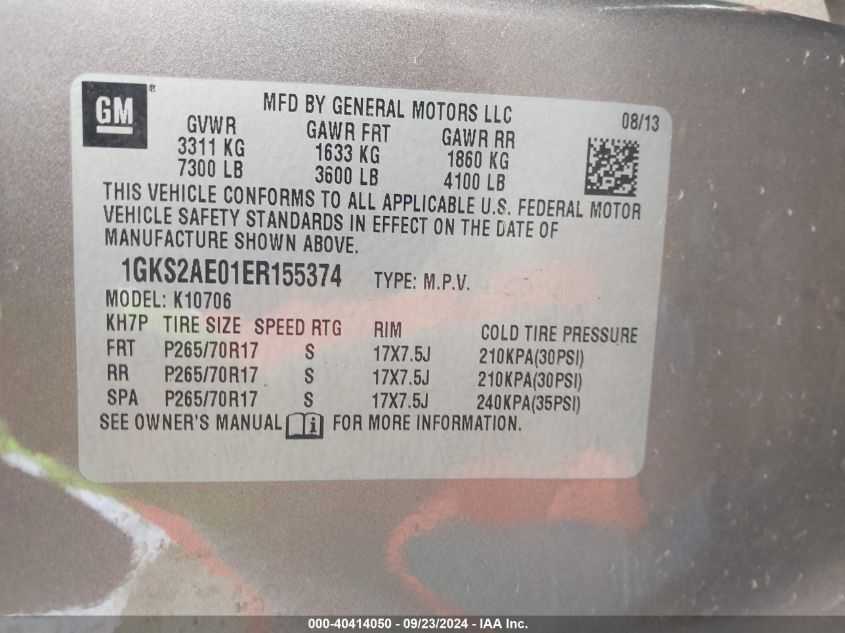 GM ®
MFD BY GENERAL MOTORS LLC
08/13
GVWR GAWR FRT GAWR RR
3311 KG 1633 KG 1860 KG
7300 LB 3600 LB 4100 LB
THIS VEHICLE CONFORMS TO ALL APPLICABLE U.S. FEDERAL MOTOR
VEHICLE SAFETY STANDARDS IN EFFECT ON THE DATE OF
MANUFACTURE SHOWN ABOVE.
1GKS2AE01ER155374 TYPE: M.P.V.
MODEL: K10706
KH7P TIRE SIZE SPEED RTG RIM COLD TIRE PRESSURE
FRT P265/70R17 S 17X7.5J 210KPA(30PSI)
RR P265/70R17 S 17X7.5J 210KPA(30PSI)
SPA P265/70R17 S 17X7.5J 240KPA(35PSI)
SEE OWNER'S MANUAL i FOR MORE INFORMATION.
000-40414050 - 09/23/2024 - IAA Inc.